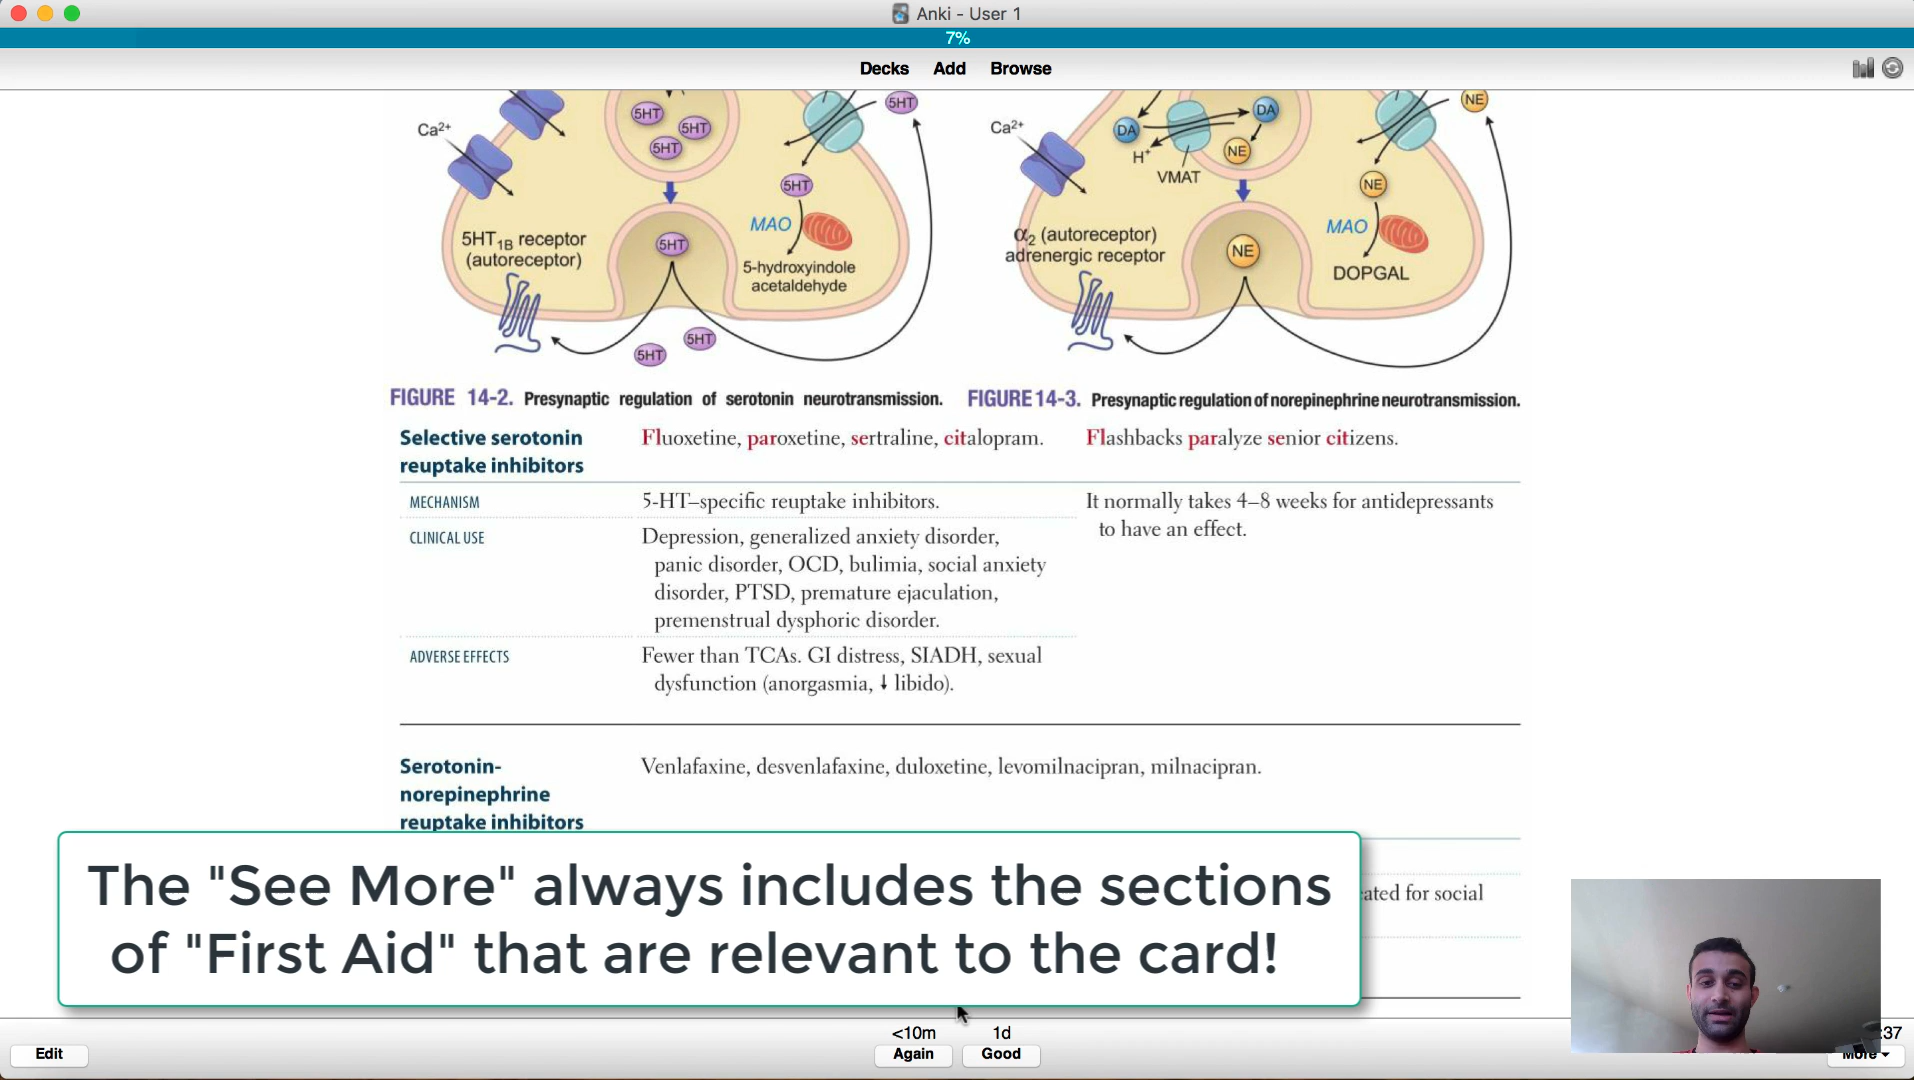 Anki - User 1
7%
Decks Add Browse
Ca²⁺
5HT
5HT
5HT
5HT
5HT
MAO
5HT₁B receptor
(autoreceptor)
5HT
5-hydroxyindole
acetaldehyde
5HT
5HT
Ca²⁺
DA
DA
NE
H⁺
NE
VMAT
NE
MAO
α₂ (autoreceptor)
adrenergic receptor
NE
DOPGAL
FIGURE 14-2. Presynaptic regulation of serotonin neurotransmission.
FIGURE 14-3. Presynaptic regulation of norepinephrine neurotransmission.
Selective serotonin
reuptake inhibitors
Fluoxetine, paroxetine, sertraline, citalopram.
Flashbacks paralyze senior citizens.
MECHANISM
5-HT–specific reuptake inhibitors.
It normally takes 4–8 weeks for antidepressants
to have an effect.
CLINICAL USE
Depression, generalized anxiety disorder,
panic disorder, OCD, bulimia, social anxiety
disorder, PTSD, premature ejaculation,
premenstrual dysphoric disorder.
ADVERSE EFFECTS
Fewer than TCAs. GI distress, SIADH, sexual
dysfunction (anorgasmia, ↓ libido).
Serotonin-
norepinephrine
reuptake inhibitors
Venlafaxine, desvenlafaxine, duloxetine, levomilnacipran, milnacipran.
for social
The "See More" always includes the sections
of "First Aid" that are relevant to the card!
<10m 1d
:37
Edit Again Good More